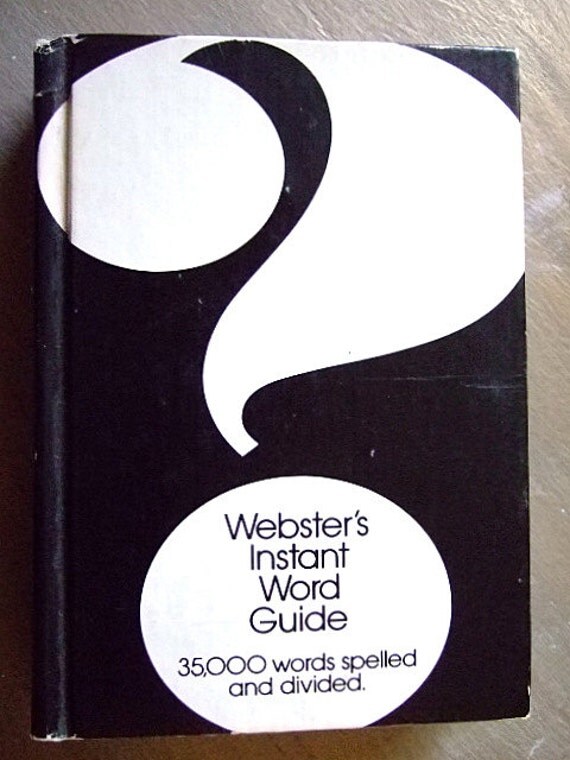 Webster's
Instant
Word
Guide
35,000 words spelled
and divided.